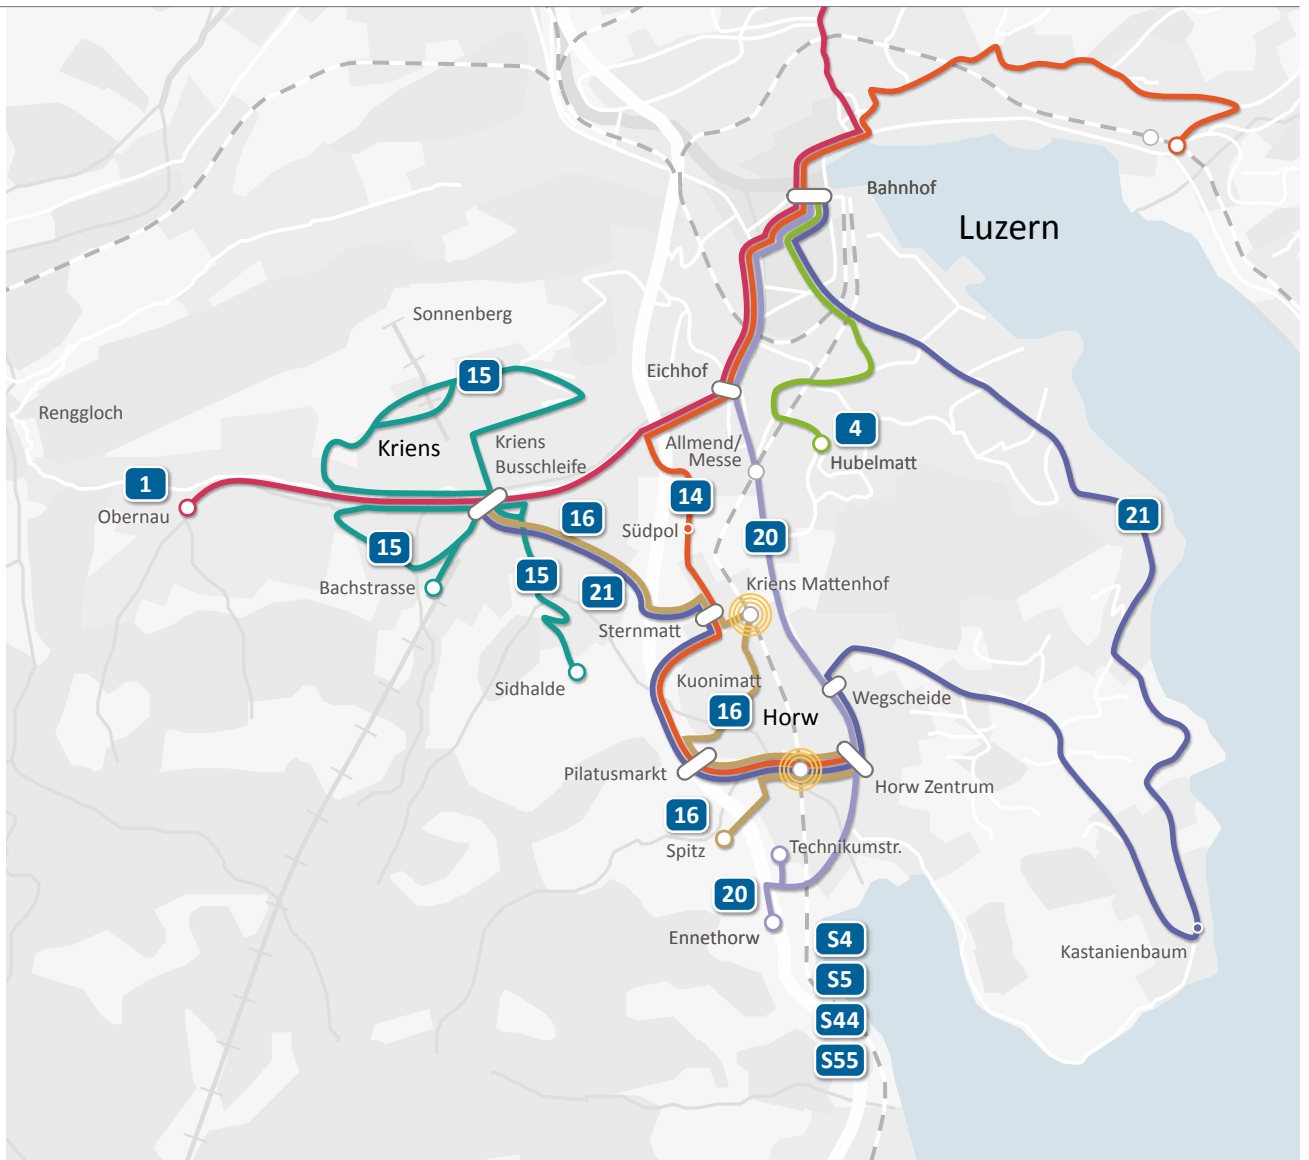 Bahnhof
Luzern
Sonnenberg
Eichhof
15
Renggloch
Kriens
Kriens
Busschleife
Allmend/
Messe
4
Hubelmatt
1
Obernau
14
16
21
Südpol
20
15
Bachstrasse
15
21
Kriens Mattenhof
Sternmatt
Sidhalde
Kuonimatt
16
Horw
Wegscheide
Pilatusmarkt
Horw Zentrum
16
Spitz
Technikumstr.
20
Ennethorw
S4
S5
S44
S55
Kastanienbaum